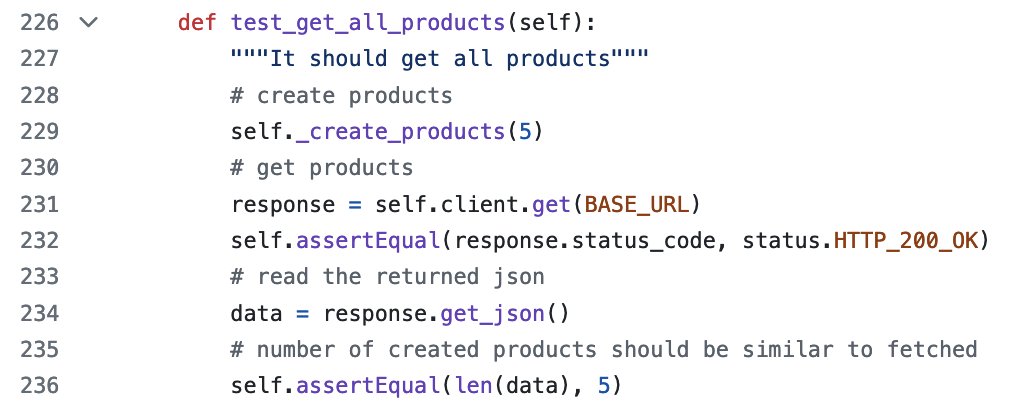 226 def test_get_all_products(self):
227 """It should get all products"""
228 # create products
229 self._create_products(5)
230 # get products
231 response = self.client.get(BASE_URL)
232 self.assertEqual(response.status_code, status.HTTP_200_OK)
233 # read the returned json
234 data = response.get_json()
235 # number of created products should be similar to fetched
236 self.assertEqual(len(data), 5)